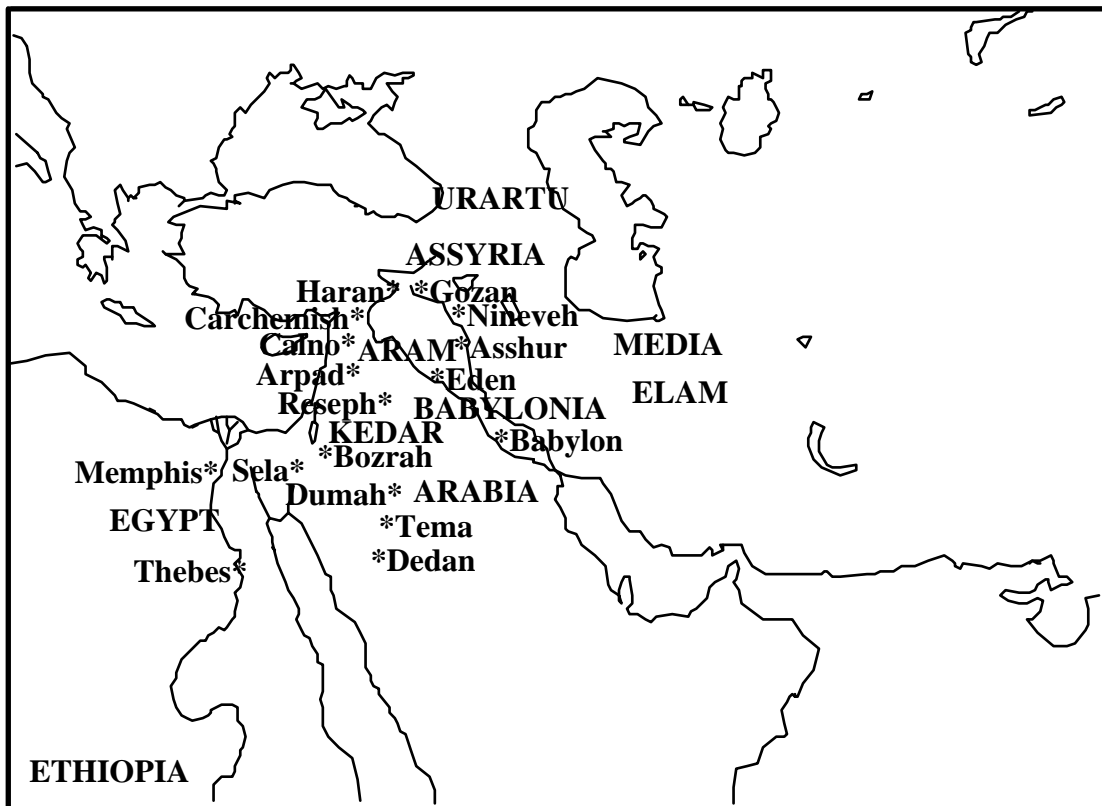 URARTU
ASSYRIA
Haran* *Gozan
Carchemish* *Nineveh
Calno* ARAM *Asshur MEDIA
Arpad* *Eden
ELAM
Reseph* BABYLONIA
KEDAR *Babylon
*Bozrah
Memphis* Sela*
Dumah* ARABIA
EGYPT *Tema
*Dedan
Thebes*
ETHIOPIA